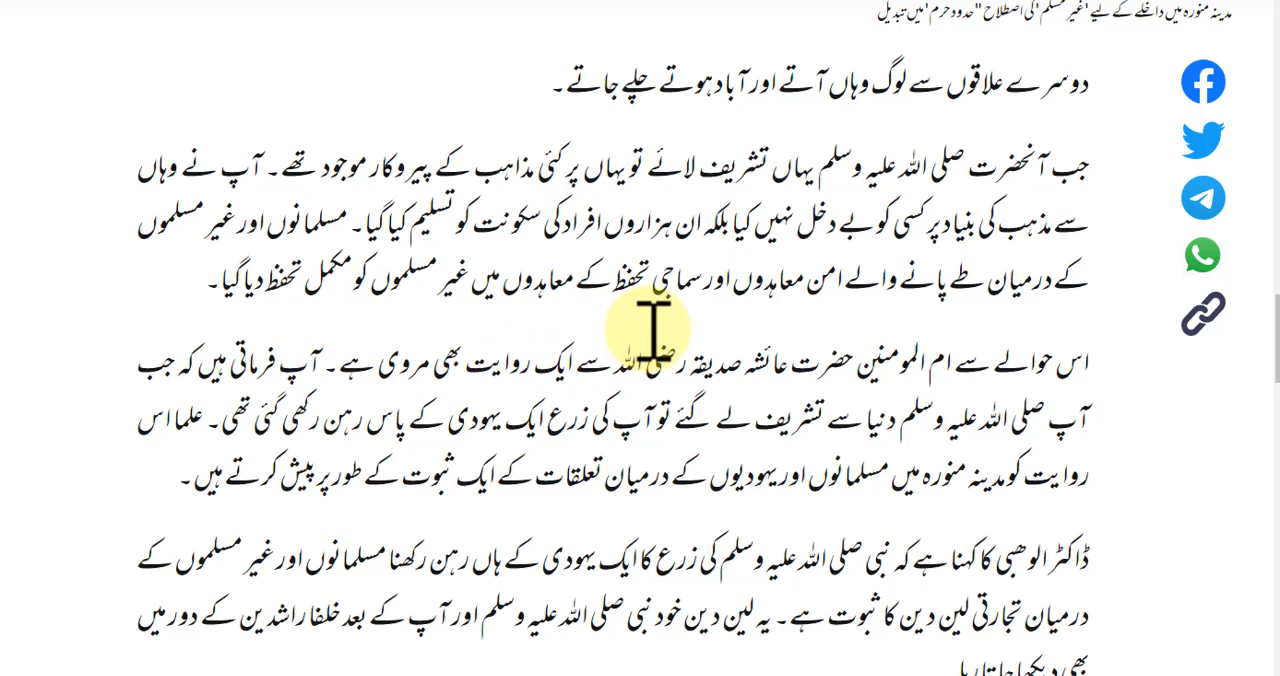 مدینہ منورہ میں داخلے کے لیے 'غیر مسلم' کی اصطلاح "حدود حرم' میں تبدیل
دوسرے علاقوں سے لوگ وہاں آتے اور آباد ہوتے چلے جاتے۔
جب آنحضرت صلی اللہ علیہ وسلم یہاں تشریف لائے تو یہاں پر کئی مذاہب کے پیروکار موجود تھے۔ آپ نے وہاں
سے مذہب کی بنیاد پر کسی کو بے دخل نہیں کیا بلکہ ان ہزاروں افراد کی سکونت کو تسلیم کیا گیا۔ مسلمانوں اور غیر مسلموں
کے درمیان طے پانے والے امن معاہدوں اور سماجی تحفظ کے معاہدوں میں غیر مسلموں کو مکمل تحفظ دیا گیا۔
اس حوالے سے ام المومنین حضرت عائشہ صدیقہ رضی اللہ سے ایک روایت بھی مروی ہے۔ آپ فرماتی ہیں کہ جب
آپ صلی اللہ علیہ وسلم دنیا سے تشریف لے گئے تو آپ کی زرع ایک یہودی کے پاس رہن رکھی گئی تھی۔ علما اس
روایت کو مدینہ منورہ میں مسلمانوں اور یہودیوں کے درمیان تعلقات کے ایک ثبوت کے طور پر پیش کرتے ہیں۔
ڈاکٹر الوھبی کا کہنا ہے کہ نبی صلی اللہ علیہ وسلم کی زرع کا ایک یہودی کے ہاں رہن رکھنا مسلمانوں اور غیر مسلموں کے
درمیان تجارتی لین دین کا ثبوت ہے۔ یہ لین دین خود نبی صلی اللہ علیہ وسلم اور آپ کے بعد خلفا راشدین کے دور میں
بھی دیکھا جاتا رہا